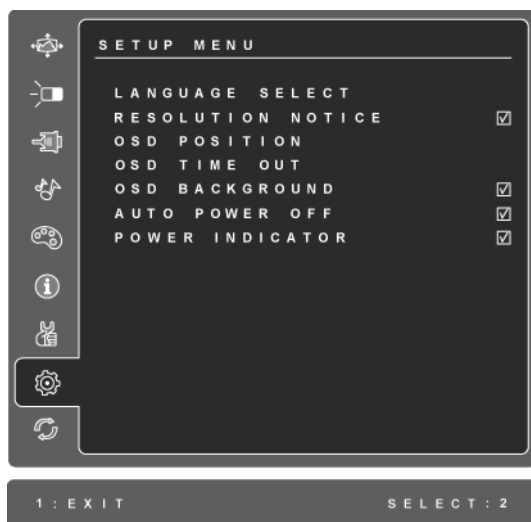 SETUP MENU
LANGUAGE SELECT
RESOLUTION NOTICE ☑
OSD POSITION
OSD TIME OUT
OSD BACKGROUND ☑
AUTO POWER OFF ☑
POWER INDICATOR ☑
1:EXIT SELECT:2